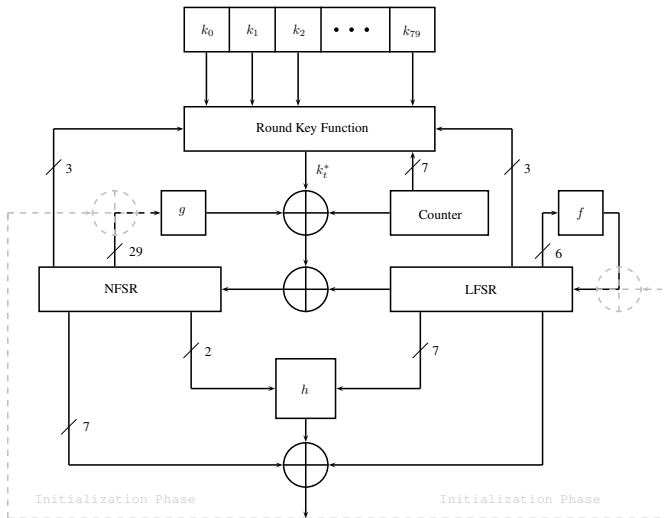 k₀ k₁ k₂ • • • k₇₉
Round Key Function
3 k*ₜ 7 3
g Counter f
29 6
NFSR LFSR
2 7
h
7
Initialization Phase Initialization Phase